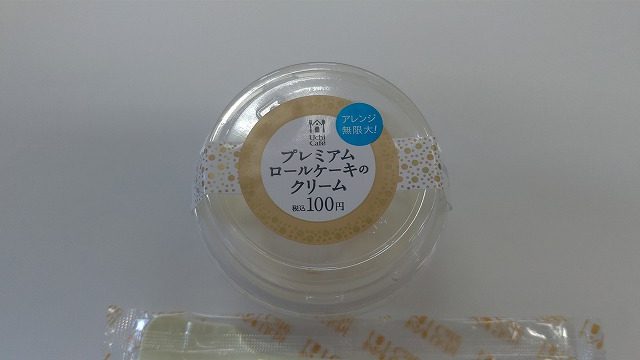 アレンジ
無限大!
Uchi
Café
プレミアム
ロールケーキの
クリーム
税込100円